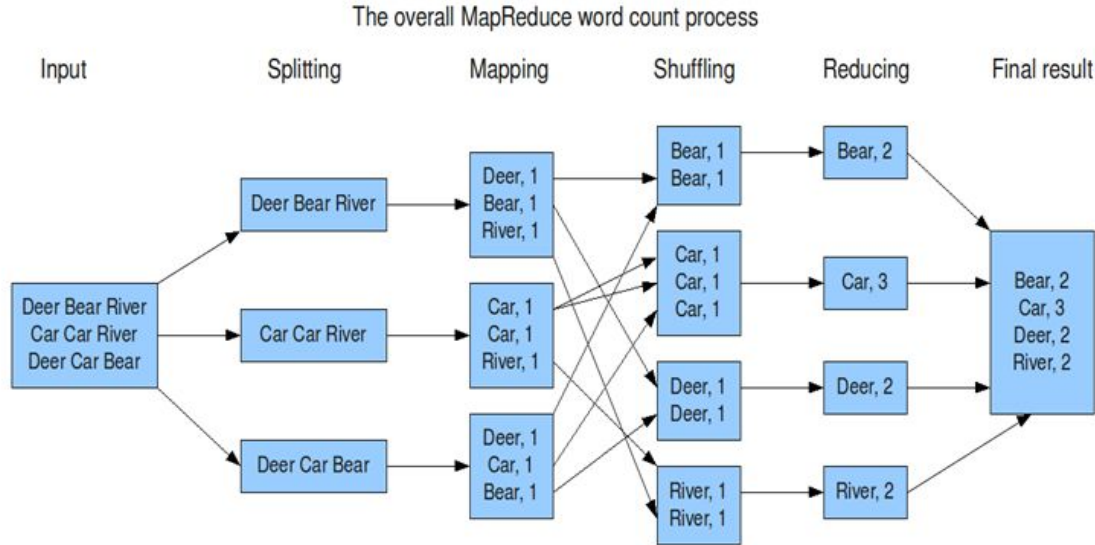 The overall MapReduce word count process
Input
Splitting
Mapping
Shuffling
Reducing
Final result
Deer Bear River
Car Car River
Deer Car Bear
Deer Bear River
Car Car River
Deer Car Bear
Deer, 1
Bear, 1
River, 1
Car, 1
Car, 1
River, 1
Deer, 1
Car, 1
Bear, 1
Bear, 1
Bear, 1
Car, 1
Car, 1
Car, 1
Deer, 1
Deer, 1
River, 1
River, 1
Bear, 2
Car, 3
Deer, 2
River, 2
Bear, 2
Car, 3
Deer, 2
River, 2